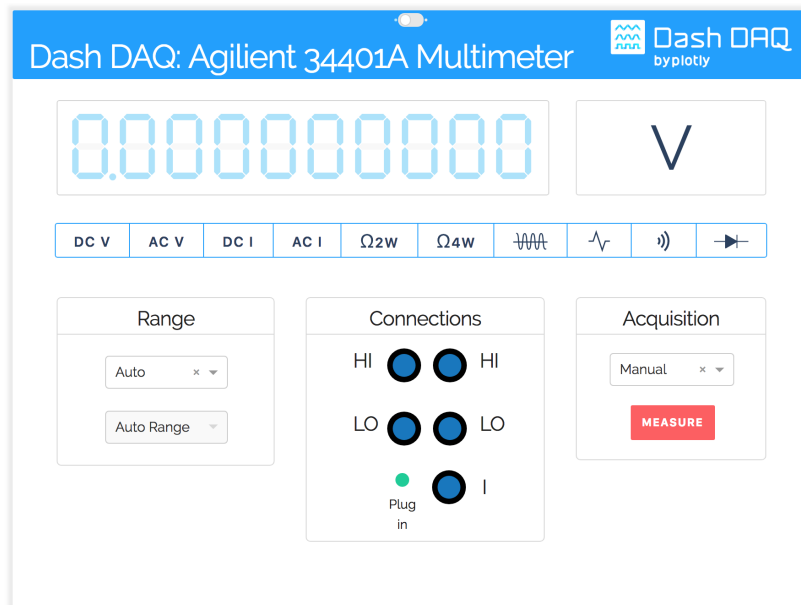 Dash DAQ: Agilient 34401A Multimeter
Dash DAQ
by plotly
0.000000000
V
DC V AC V DC I AC I Ω2W Ω4W
Range
Auto × 
Auto Range
Connections
HI HI
LO LO
I
Plug
in
Acquisition
Manual ×
MEASURE